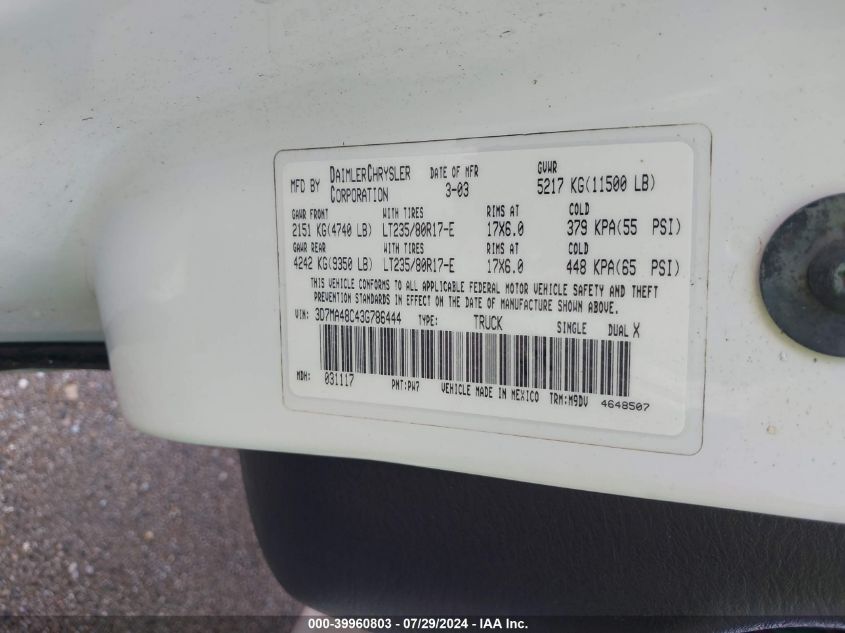 MFD BY DAIMLERCHRYSLER CORPORATION DATE OF MFR 3-03 GVWR 5217 KG(11500 LB)
GAWR FRONT WITH TIRES RIMS AT COLD
2151 KG(4740 LB) LT235/80R17-E 17X6.0 379 KPA(55 PSI)
GAWR REAR WITH TIRES RIMS AT COLD
4242 KG(9350 LB) LT235/80R17-E 17X6.0 448 KPA(65 PSI)
THIS VEHICLE CONFORMS TO ALL APPLICABLE FEDERAL MOTOR VEHICLE SAFETY AND THEFT
PREVENTION STANDARDS IN EFFECT ON THE DATE OF MANUFACTURE SHOWN ABOVE.
VIN: 3D7MA48C43G786444 TYPE: TRUCK SINGLE DUAL X
MDH: 031117 PNT:PW7 VEHICLE MADE IN MEXICO TRM:M9DV 4648507
000-39960803 / 07/29/2024 - IAA Inc.